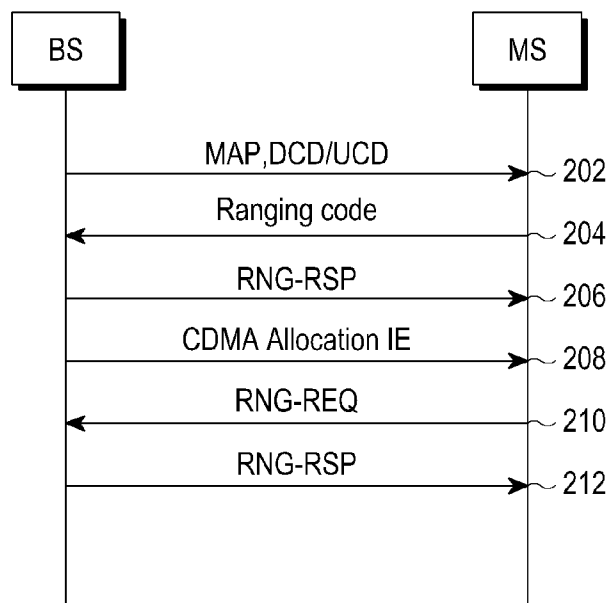 BS
MS
MAP,DCD/UCD
202
Ranging code
204
RNG-RSP
206
CDMA Allocation IE
208
RNG-REQ
210
RNG-RSP
212